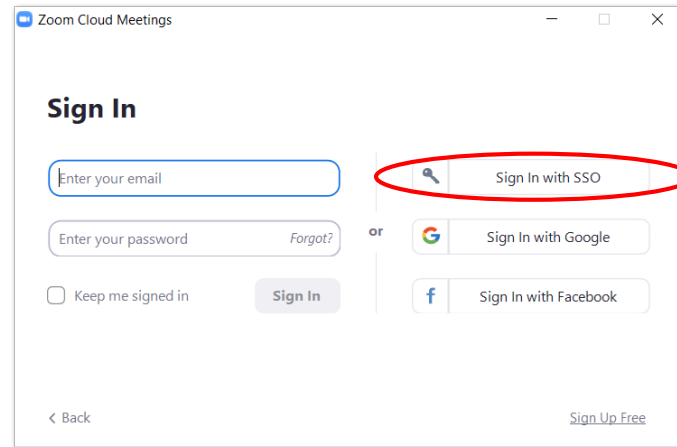 Zoom Cloud Meetings
Sign In
Enter your email
Enter your password Forgot?
Keep me signed in Sign In
or
Sign In with SSO
Sign In with Google
Sign In with Facebook
Back
Sign Up Free